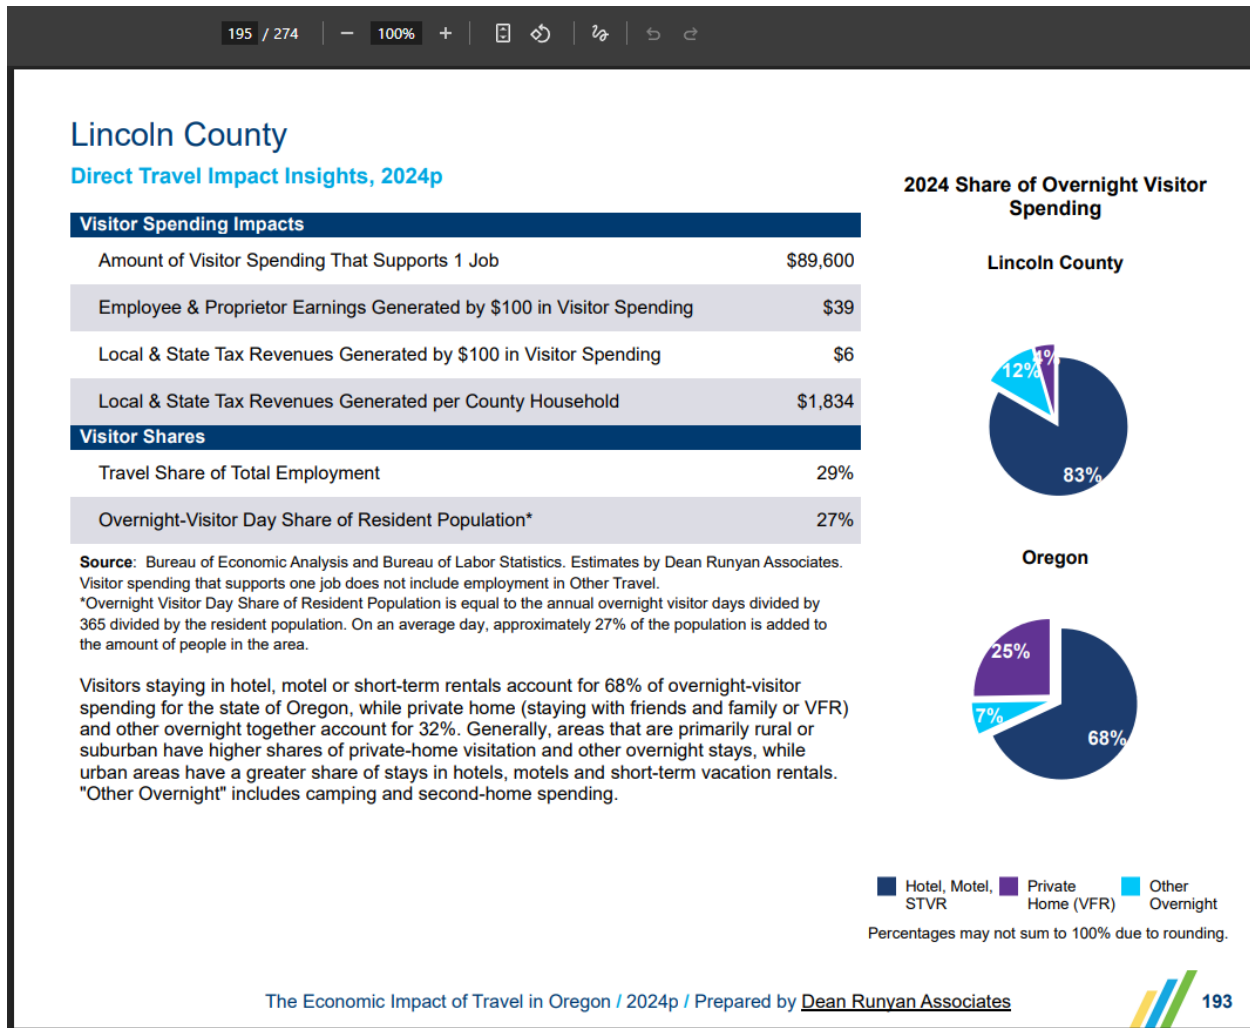 195 / 274
100%
Lincoln County
Direct Travel Impact Insights, 2024p
Visitor Spending Impacts
Amount of Visitor Spending That Supports 1 Job $89,600
Employee & Proprietor Earnings Generated by $100 in Visitor Spending $39
Local & State Tax Revenues Generated by $100 in Visitor Spending $6
Local & State Tax Revenues Generated per County Household $1,834
Visitor Shares
Travel Share of Total Employment 29%
Overnight-Visitor Day Share of Resident Population* 27%
Source: Bureau of Economic Analysis and Bureau of Labor Statistics. Estimates by Dean Runyan Associates.
Visitor spending that supports one job does not include employment in Other Travel.
*Overnight Visitor Day Share of Resident Population is equal to the annual overnight visitor days divided by
365 divided by the resident population. On an average day, approximately 27% of the population is added to
the amount of people in the area.
Visitors staying in hotel, motel or short-term rentals account for 68% of overnight-visitor
spending for the state of Oregon, while private home (staying with friends and family or VFR)
and other overnight together account for 32%. Generally, areas that are primarily rural or
suburban have higher shares of private-home visitation and other overnight stays, while
urban areas have a greater share of stays in hotels, motels and short-term vacation rentals.
"Other Overnight" includes camping and second-home spending.
2024 Share of Overnight Visitor
Spending
Lincoln County
4%
12%
83%
Oregon
25%
7%
68%
Hotel, Motel,
STVR
Private
Home (VFR)
Other
Overnight
Percentages may not sum to 100% due to rounding.
The Economic Impact of Travel in Oregon / 2024p / Prepared by Dean Runyan Associates
193